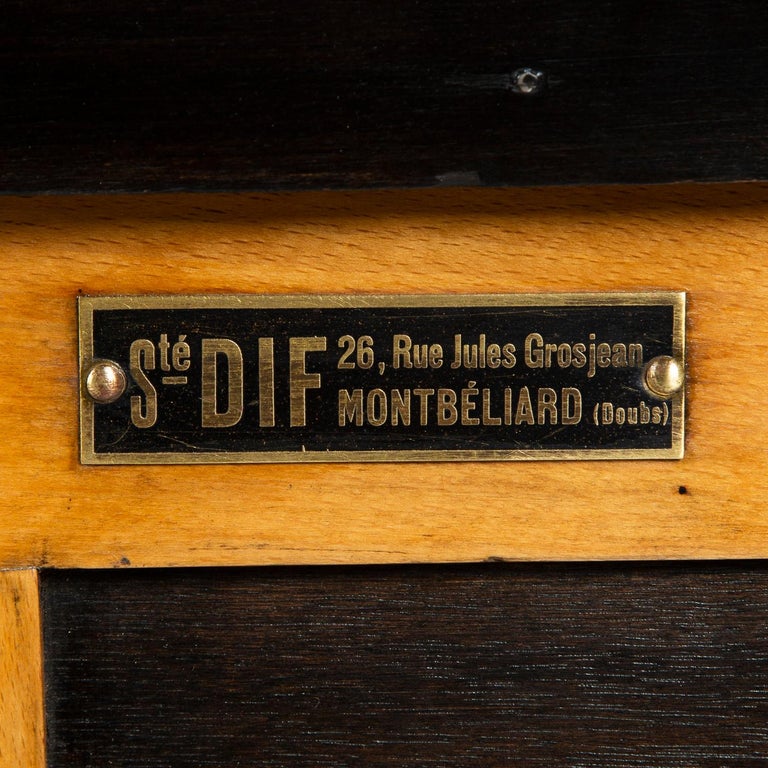 Sté DIF
26, Rue Jules Grosjean
MONTBÉLIARD (Doubs)